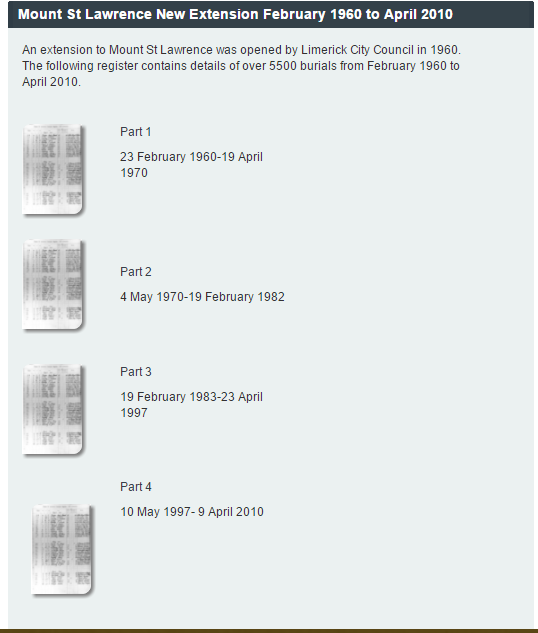 Mount St Lawrence New Extension February 1960 to April 2010
An extension to Mount St Lawrence was opened by Limerick City Council in 1960.
The following register contains details of over 5500 burials from February 1960 to
April 2010.
Part 1
23 February 1960-19 April
1970
Part 2
4 May 1970-19 February 1982
Part 3
19 February 1983-23 April
1997
Part 4
10 May 1997- 9 April 2010